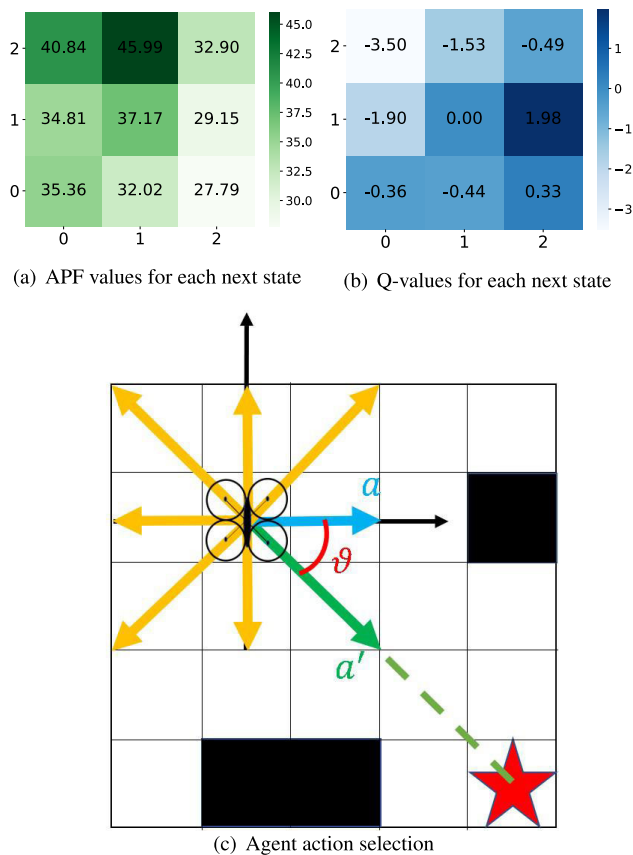 2 40.84 45.99 32.90
1 34.81 37.17 29.15
0 35.36 32.02 27.79
0 1 2
45.0
42.5
40.0
37.5
35.0
32.5
30.0
(a) APF values for each next state
2 -3.50 -1.53 -0.49
1 -1.90 0.00 1.98
0 -0.36 -0.44 0.33
0 1 2
1
0
−1
−2
−3
(b) Q-values for each next state
a
ϑ
a′
(c) Agent action selection